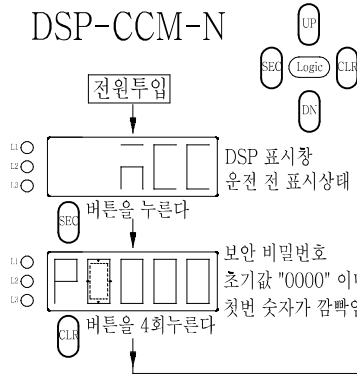 DSP-CCM-N
UP
SEC
Logic
CLR
DN
전원투입
L1
L2
L3
DSP 표시창
운전 전 표시상태
SEC
버튼을 누른다
L1
L2
L3
P0000
보안 비밀번호
초기값 "0000" 이
첫번 숫자가 깜빡
CLR
버튼을 4회누른다